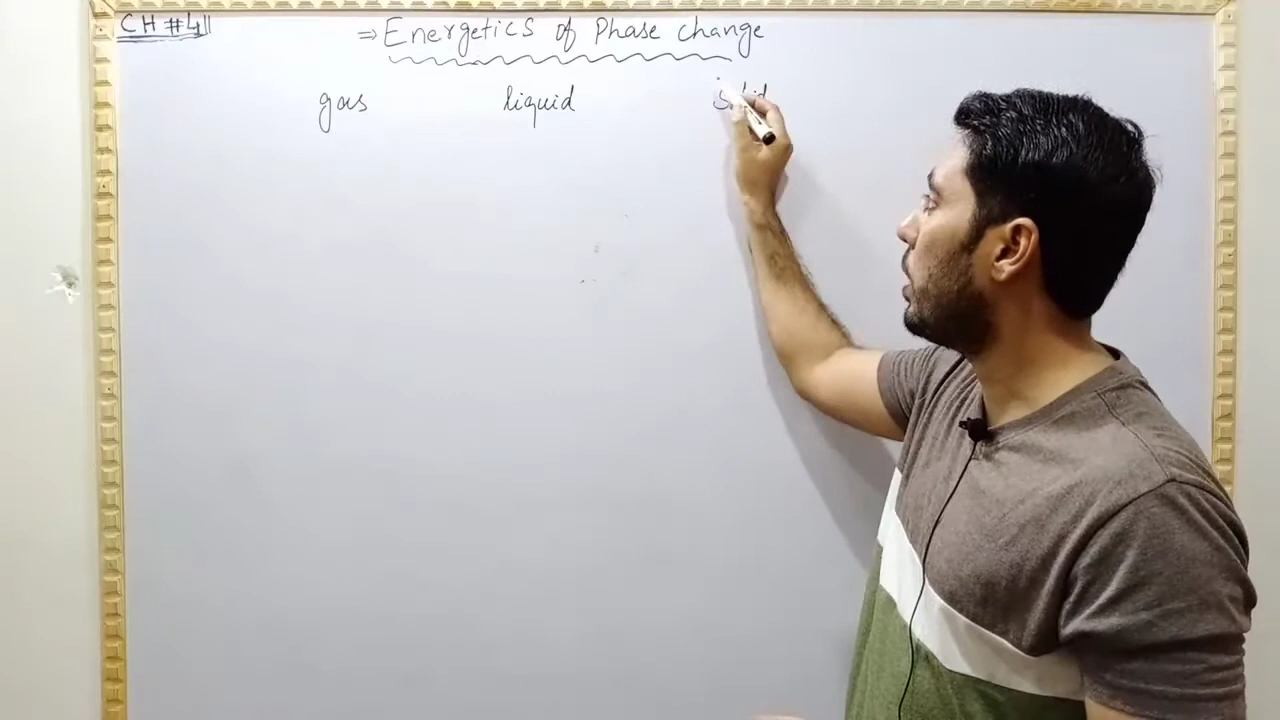 CH #4
⇒ Energetics of Phase change
gas liquid solid